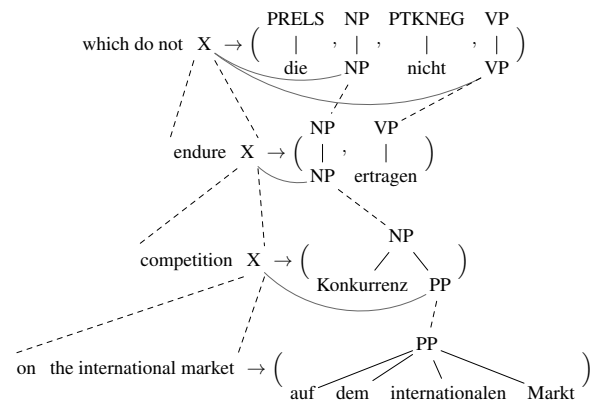 PRELS NP PTKNEG VP
which do not X → ( , , , )
die NP nicht VP
NP VP
endure X → ( , )
NP ertragen
NP
competition X → ( )
Konkurrenz PP
PP
on the international market → ( )
auf dem internationalen Markt